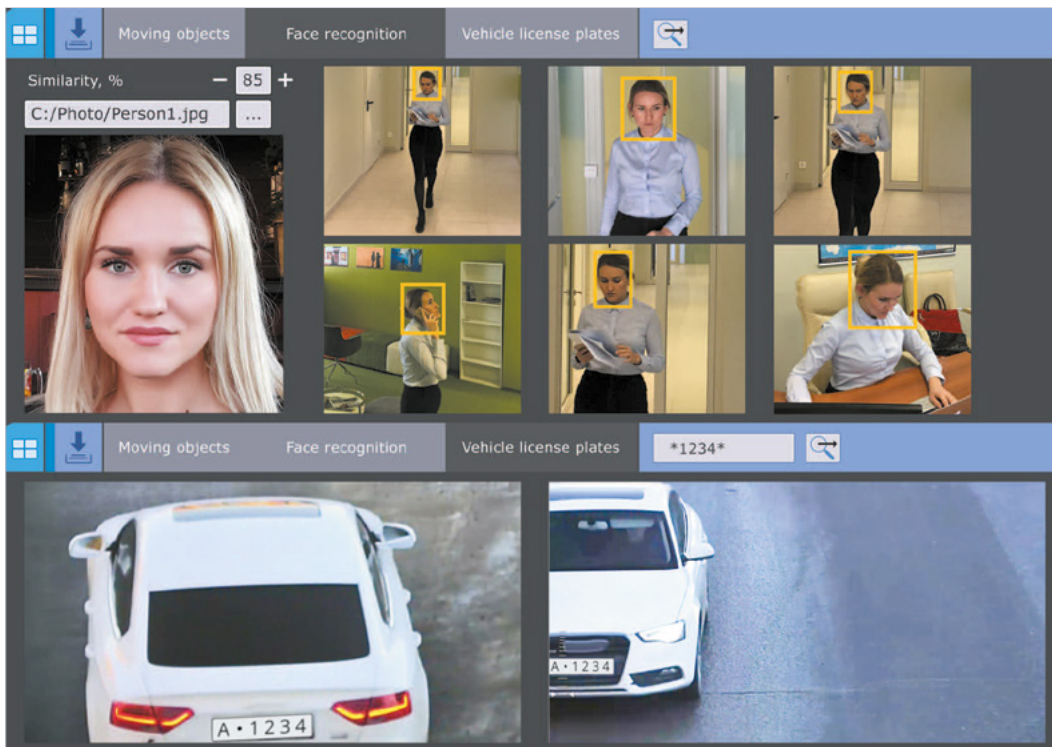 Moving objects Face recognition Vehicle license plates
Similarity, % − 85 +
C:/Photo/Person1.jpg ...
Moving objects Face recognition Vehicle license plates *1234*
A•1234
A•1234